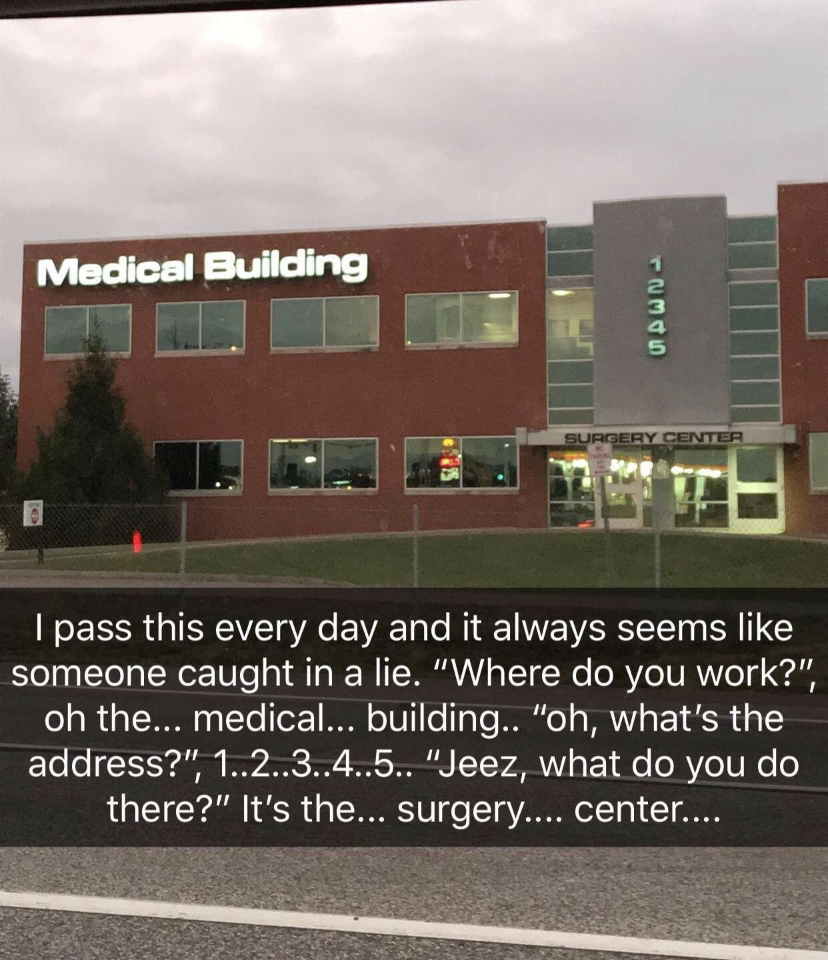 Medical Building
1
2
3
4
5
SURGERY CENTER
NO
PARKING
I pass this every day and it always seems like
someone caught in a lie. “Where do you work?”,
oh the... medical... building.. “oh, what’s the
address?”, 1..2..3..4..5.. “Jeez, what do you do
there?” It’s the... surgery.... center....